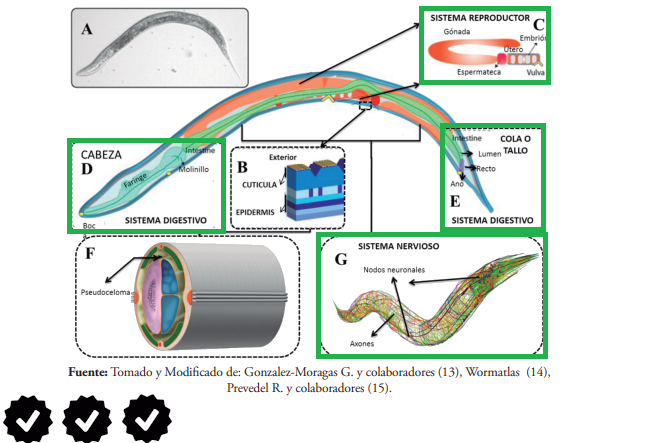 A
SISTEMA REPRODUCTOR
C
Gónada
Embrión
Utero
Espermateca
Vulva
CABEZA
D
Intestine
Molinillo
Faringe
SISTEMA DIGESTIVO
Boc
a
B
Exterior
CUTICULA
EPIDERMIS
Intestine
COLA O
TALLO
Lumen
Recto
Ano
E
SISTEMA DIGESTIVO
F
Pseudoceloma
SISTEMA NERVIOSO
G
Nodos neuronales
Axones
Fuente: Tomado y Modificado de: Gonzalez-Moragas G. y colaboradores (13), Wormatlas (14),
Prevedel R. y colaboradores (15).